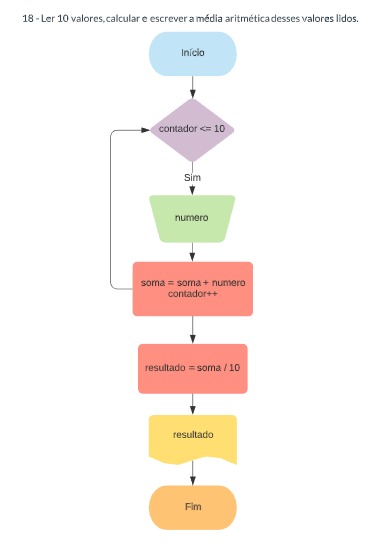 18 - Ler 10 valores, calcular e escrever a média aritmética desses valores lidos.
Início
contador <= 10
Sim
numero
soma = soma + numero
contador++
resultado = soma / 10
resultado
Fim